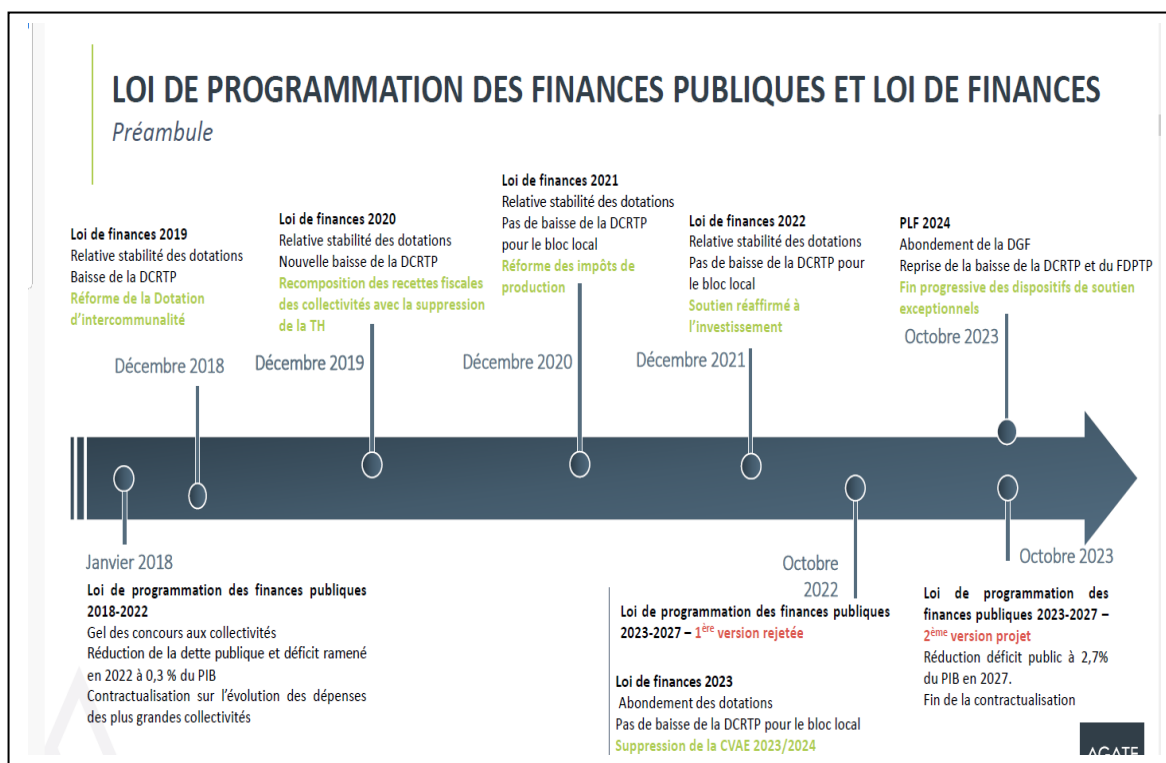 LOI DE PROGRAMMATION DES FINANCES PUBLIQUES ET LOI DE FINANCES
Préambule
Loi de finances 2019
Relative stabilité des dotations
Baisse de la DCRTP
Réforme de la Dotation
d'intercommunalité
Décembre 2018
Loi de finances 2020
Relative stabilité des dotations
Nouvelle baisse de la DCRTP
Recomposition des recettes fiscales
des collectivités avec la suppression
de la TH
Décembre 2019
Loi de finances 2021
Relative stabilité des dotations
Pas de baisse de la DCRTP
pour le bloc local
Réforme des impôts de
production
Décembre 2020
Loi de finances 2022
Relative stabilité des dotations
Pas de baisse de la DCRTP pour
le bloc local
Soutien réaffirmé à
l'investissement
Décembre 2021
PLF 2024
Abondement de la DGF
Reprise de la baisse de la DCRTP et du FDPTP
Fin progressive des dispositifs de soutien
exceptionnels
Octobre 2023
Janvier 2018
Loi de programmation des finances publiques
2018-2022
Gel des concours aux collectivités
Réduction de la dette publique et déficit ramené
en 2022 à 0,3 % du PIB
Contractualisation sur l'évolution des dépenses
des plus grandes collectivités
Octobre
2022
Loi de programmation des finances publiques
2023-2027 – 1ère version rejetée
Loi de finances 2023
Abondement des dotations
Pas de baisse de la DCRTP pour le bloc local
Suppression de la CVAE 2023/2024
Octobre 2023
Loi de programmation des
finances publiques 2023-2027 –
2ème version projet
Réduction déficit public à 2,7%
du PIB en 2027.
Fin de la contractualisation
AGATE